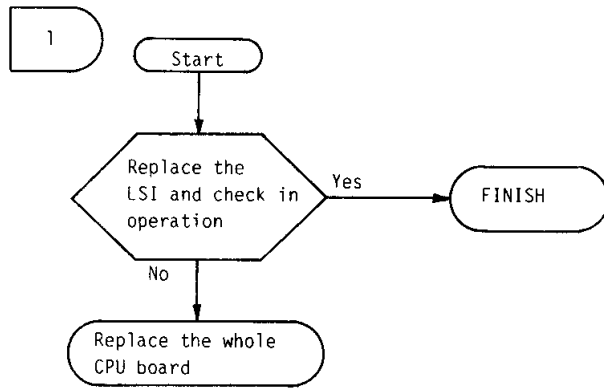 1
Start
Replace the
LSI and check in
operation
Yes
FINISH
No
Replace the whole
CPU board